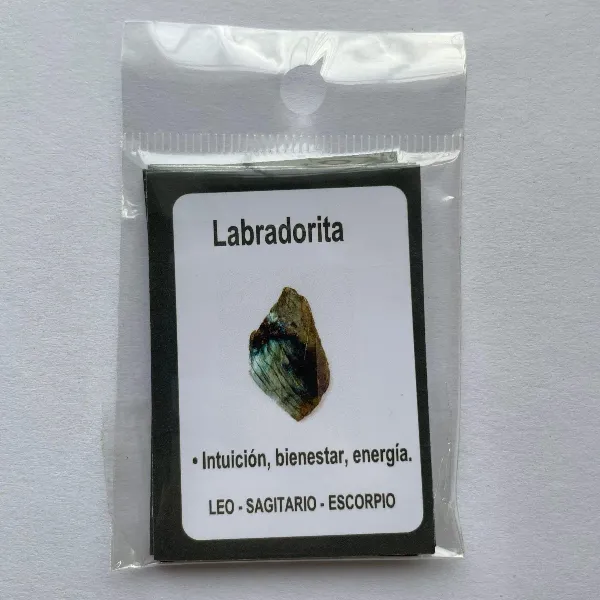 Labradorita
• Intuición, bienestar, energía.
LEO - SAGITARIO - ESCORPIO